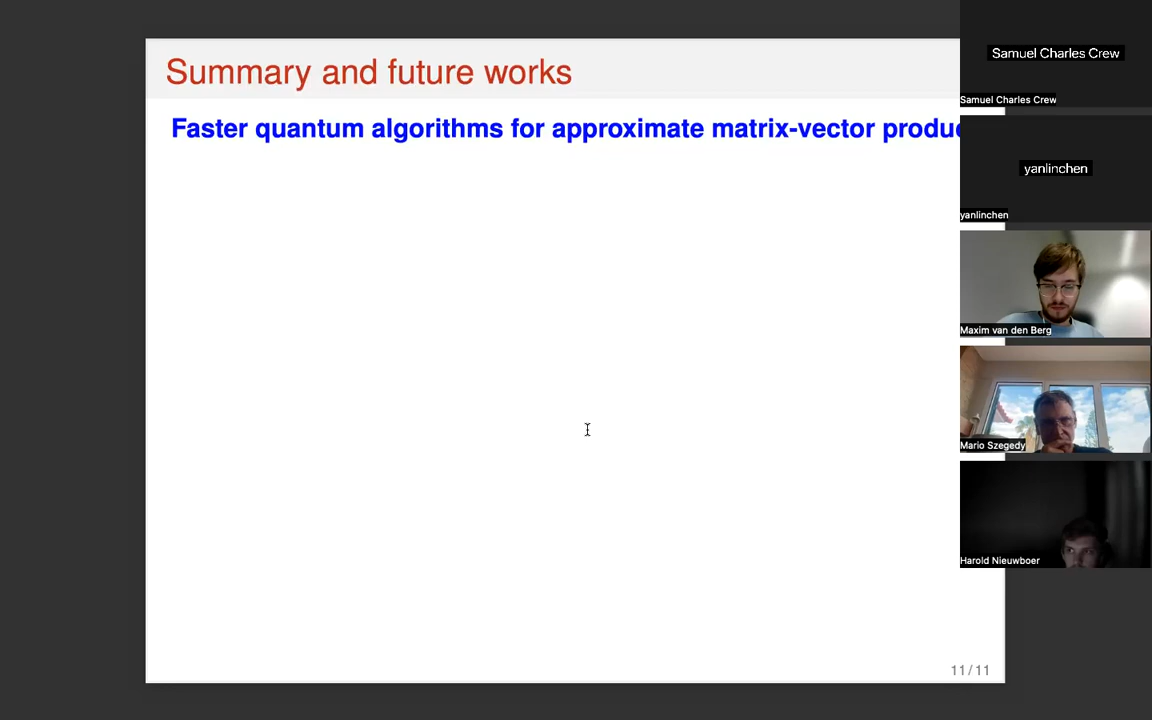 Summary and future works
Faster quantum algorithms for approximate matrix-vector
11/11
Samuel Charles Crew
Samuel Charles Crew
yanlinchen
yanlinchen
Maxim van den Berg
Mario Szegedy
Harold Nieuwboer